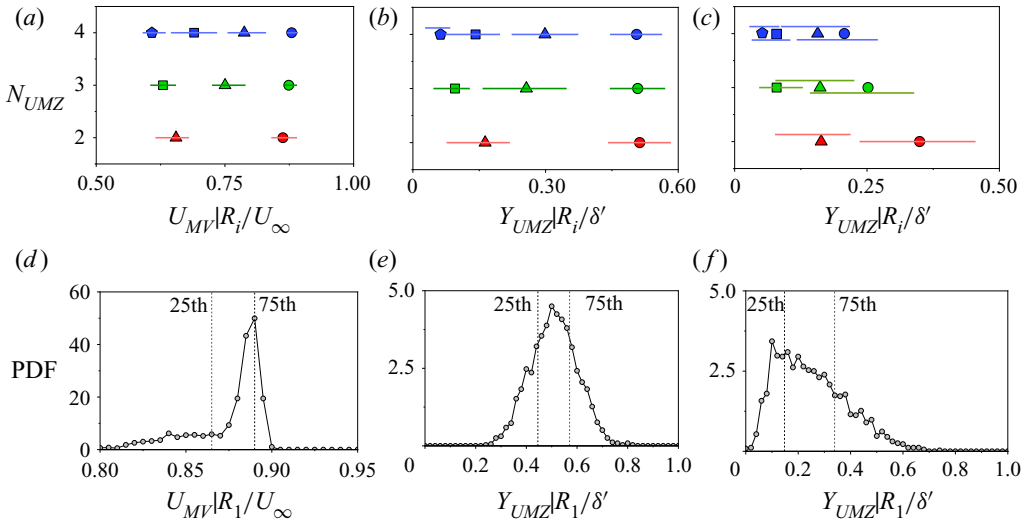 (a)
(b)
(c)
4
3
2
N_UMZ
0.50 0.75 1.00
0 0.30 0.60
0 0.25 0.50
U_MV|R_i/U_∞
Y_UMZ|R_i/δ′
Y_UMZ|R_i/δ′
(d)
(e)
(f)
60
40
20
0
PDF
25th 75th
0.80 0.85 0.90 0.95
U_MV|R_1/U_∞
5.0
2.5
25th 75th
0.2 0.4 0.6 0.8 1.0
Y_UMZ|R_1/δ′
5.0
2.5
25th 75th
0 0.2 0.4 0.6 0.8 1.0
Y_UMZ|R_1/δ′